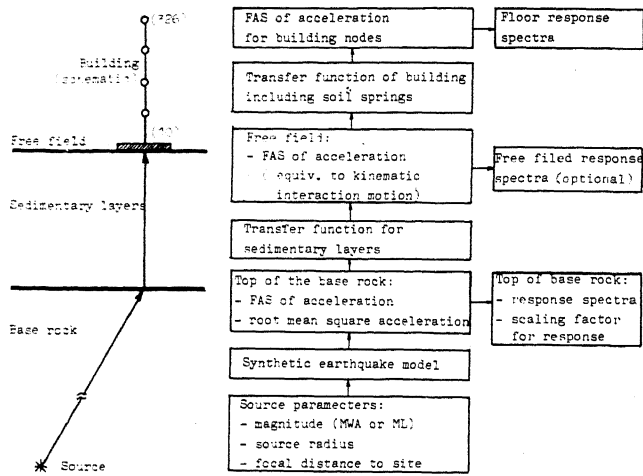 (326)
Building
(schematic)
Free field
Sedimentary layers
Base rock
Source
FAS of acceleration
for building nodes
Floor response
spectra
Transfer function of building
including soil springs
Free field:
- FAS of acceleration
(equiv. to kinematic
interaction motion)
Free filed response
spectra (optional)
Transfer function for
sedimentary layers
Top of the base rock:
- FAS of acceleration
- root mean square acceleration
Top of base rock:
- response spectra
- scaling factor
for response
Synthetic earthquake model
Source paramecters:
- magnitude (MWA or ML)
- source radius
- focal distance to site